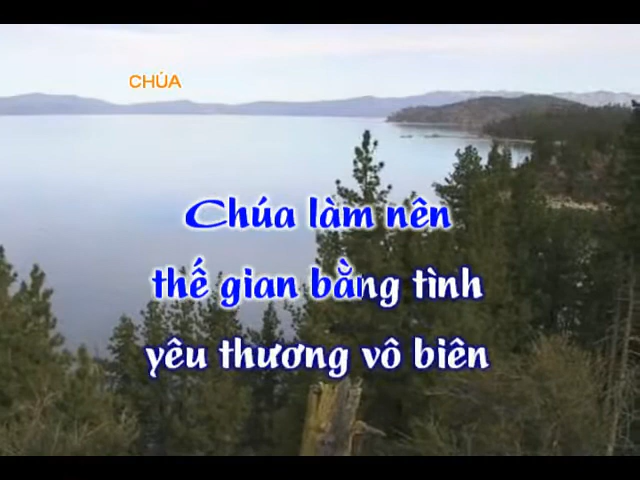 CHÚA
Chúa làm nên
thế gian bằng tình
yêu thương vô biên